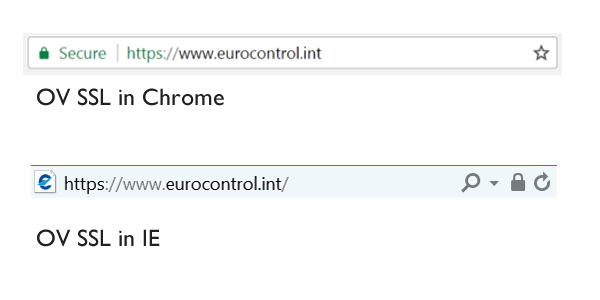 Secure | https://www.eurocontrol.int
OV SSL in Chrome
https://www.eurocontrol.int/
OV SSL in IE